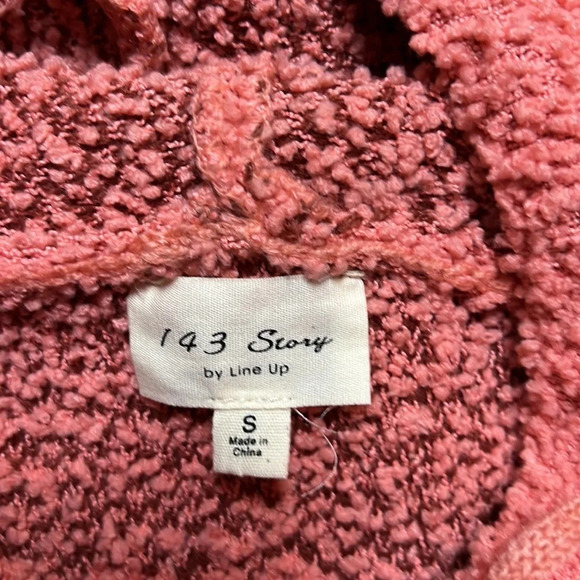 143 Story
by Line Up
S
Made in
China